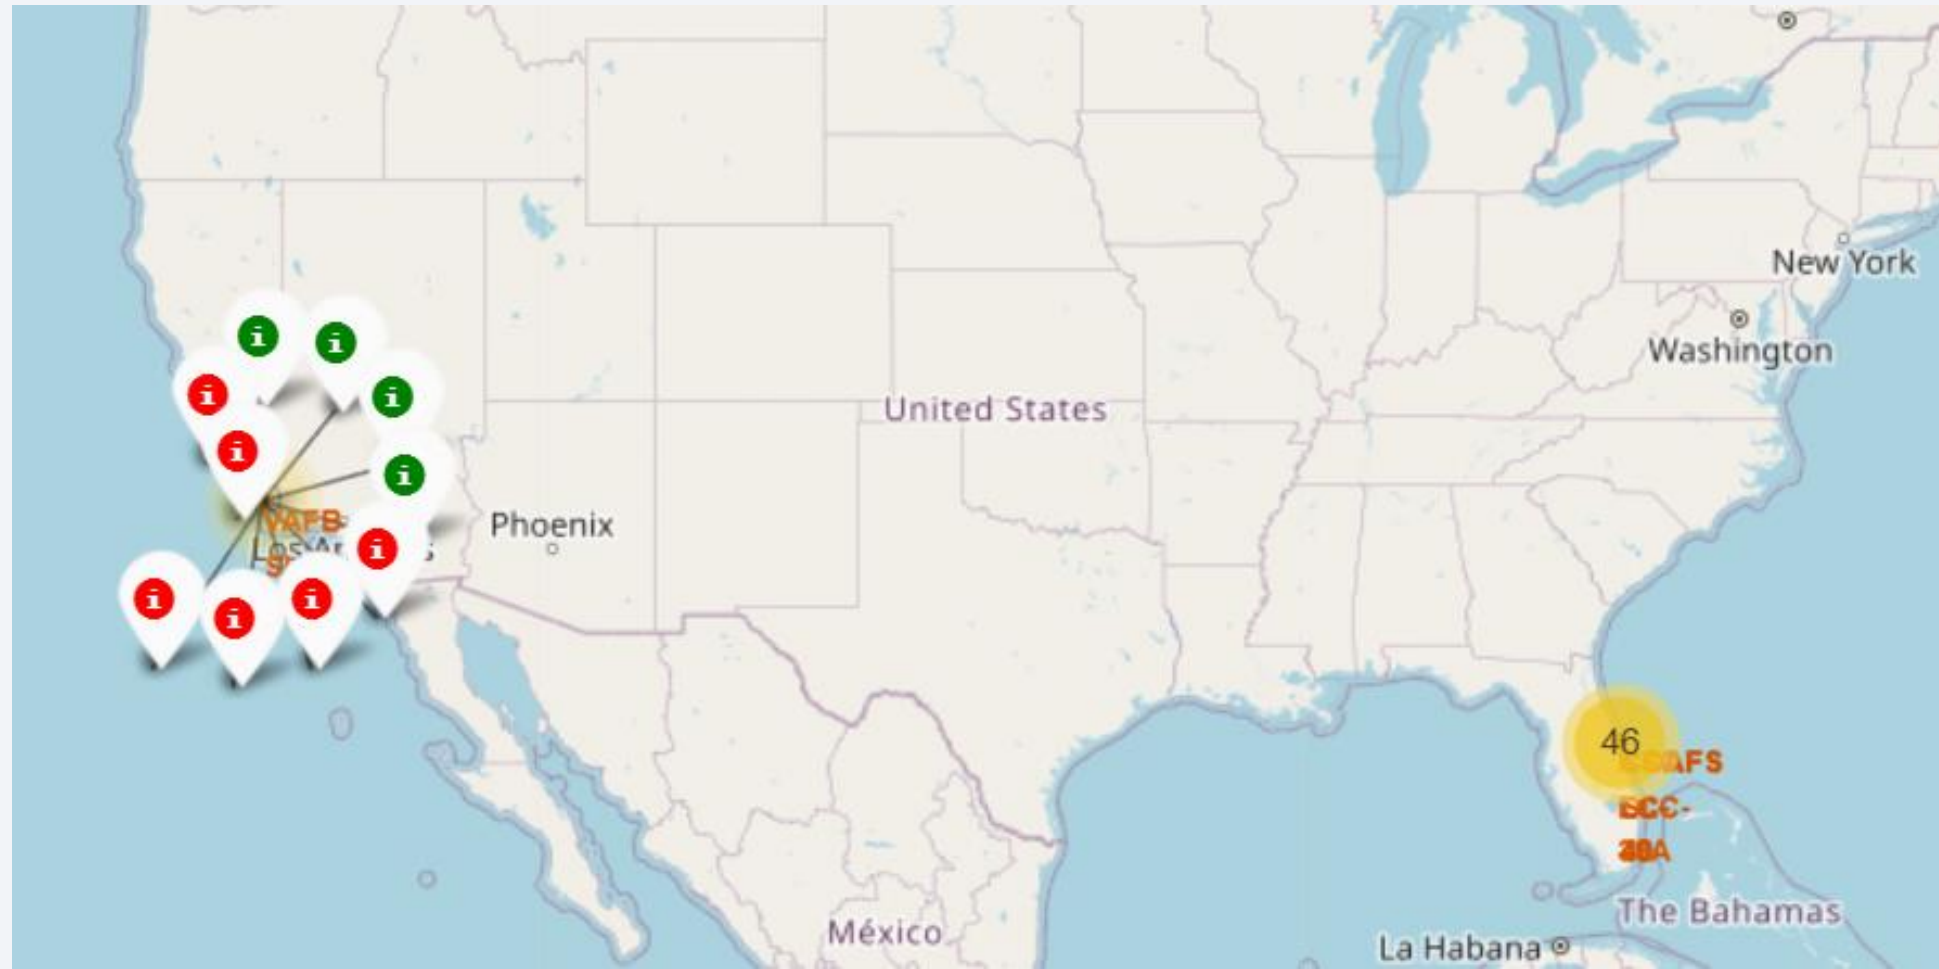 New York
Washington
United States
VAFB
Phoenix
46
The Bahamas
México
La Habana